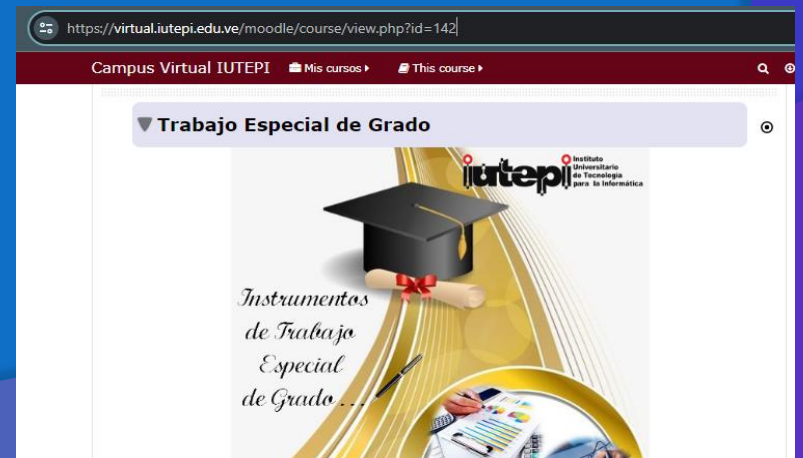 https://virtual.iutepi.edu.ve/moodle/course/view.php?id=142
Campus Virtual IUTEPI Mis cursos This course
Trabajo Especial de Grado
iutepi
Instituto
Universitario
de Tecnología
para la Informática
Instrumentos
de Trabajo
Especial
de Grado . . .